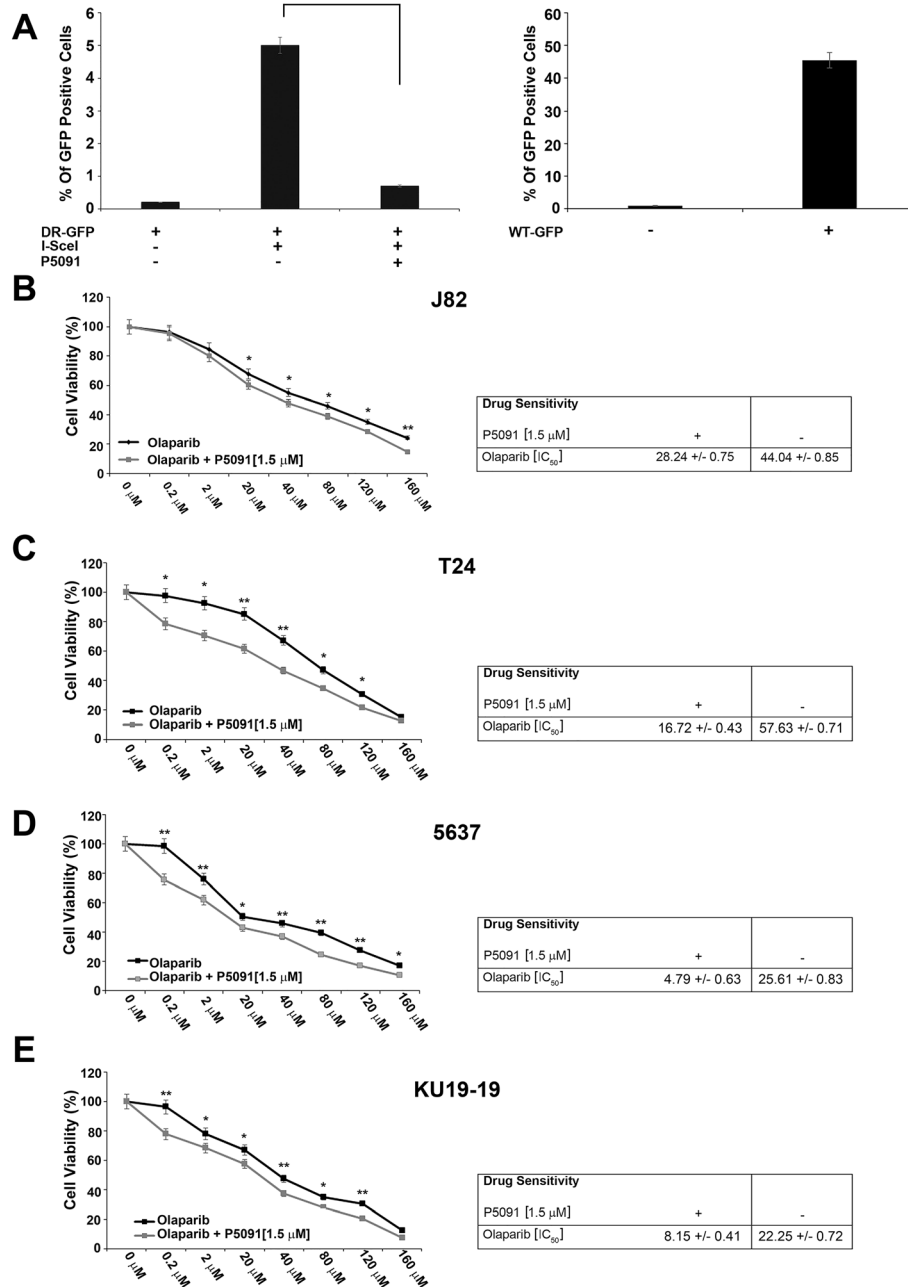 A
% Of GFP Positive Cells
6
5
4
3
2
1
0
DR-GFP + + +
I-SceI - + +
P5091 - - +
% Of GFP Positive Cells
60
50
40
30
20
10
0
WT-GFP - +
B
J82
Cell Viability (%)
120
100
80
60
40
20
0
* * * * **
Olaparib
Olaparib + P5091[1.5 µM]
0 µM 0.2 µM 2 µM 20 µM 40 µM 80 µM 120 µM 160 µM
Drug Sensitivity
P5091 [1.5 µM] + -
Olaparib [IC50] 28.24 +/- 0.75 44.04 +/- 0.85
C
T24
Cell Viability (%)
120
100
80
60
40
20
0
* * ** ** * *
Olaparib
Olaparib + P5091[1.5 µM]
0 µM 0.2 µM 2 µM 20 µM 40 µM 80 µM 120 µM 160 µM
Drug Sensitivity
P5091 [1.5 µM] + -
Olaparib [IC50] 16.72 +/- 0.43 57.63 +/- 0.71
D
5637
Cell Viability (%)
120
100
80
60
40
20
0
** ** * ** ** ** *
Olaparib
Olaparib + P5091[1.5 µM]
0 µM 0.2 µM 2 µM 20 µM 40 µM 80 µM 120 µM 160 µM
Drug Sensitivity
P5091 [1.5 µM] + -
Olaparib [IC50] 4.79 +/- 0.63 25.61 +/- 0.83
E
KU19-19
Cell Viability (%)
120
100
80
60
40
20
0
** * * ** * **
Olaparib
Olaparib + P5091[1.5 µM]
0 µM 0.2 µM 2 µM 20 µM 40 µM 80 µM 120 µM 160 µM
Drug Sensitivity
P5091 [1.5 µM] + -
Olaparib [IC50] 8.15 +/- 0.41 22.25 +/- 0.72